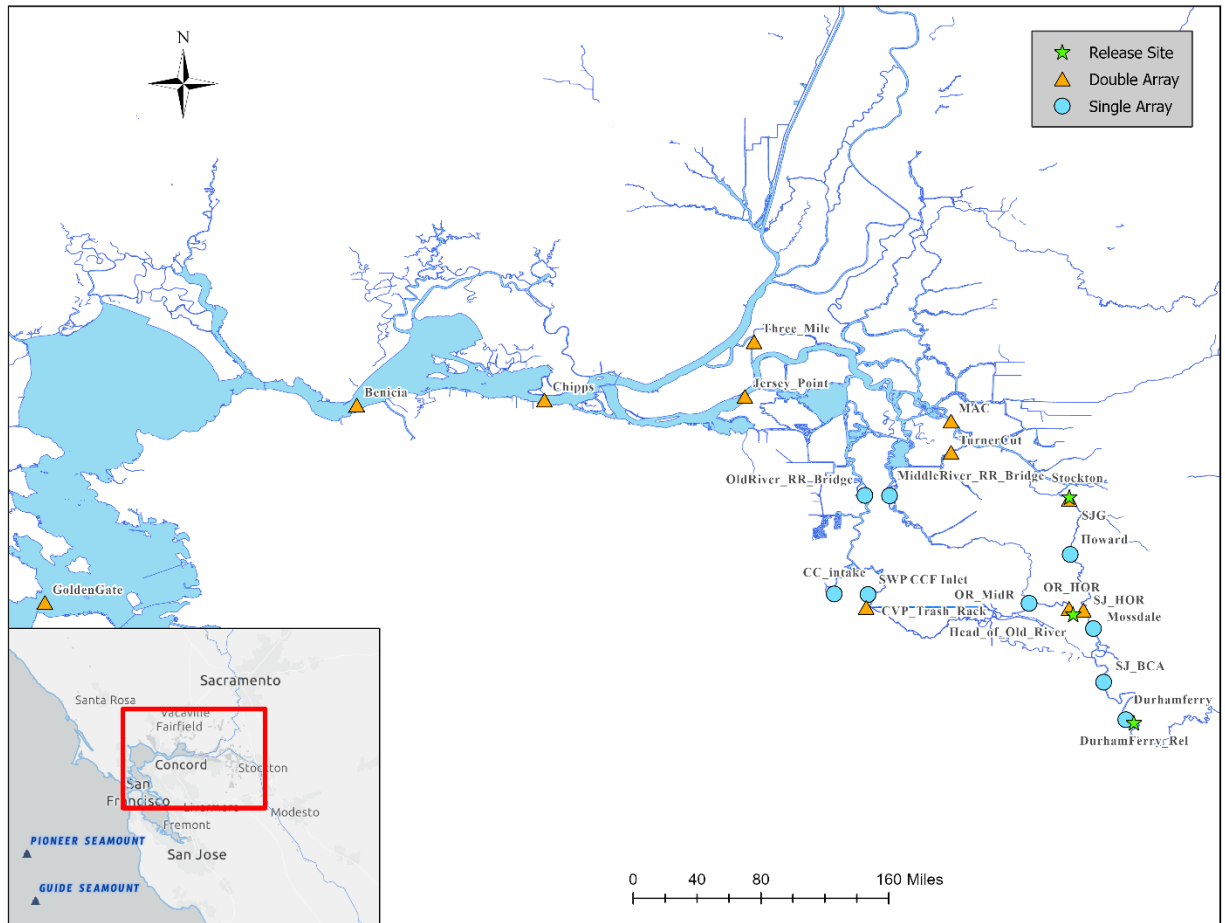 N
Release Site
Double Array
Single Array
Three_Mile
Benicia
Chipps
Jersey_Point
MAC
TurnerCut
OldRiver_RR_Bridge
MiddleRiver_RR_Bridge
Stockton
SJG
Howard
CC_intake
SWP CCF Inlet
OR_MidR
OR_HOR
SJ_HOR
GoldenGate
CVP_Trash_Rack
Mossdale
Head_of_Old_River
SJ_BCA
Durhamferry
DurhamFerry_Rel
Sacramento
Santa Rosa
Vacaville
Fairfield
Concord
Stockton
San
Francisco
Livermore
Modesto
Fremont
PIONEER SEAMOUNT
San Jose
GUIDE SEAMOUNT
0 40 80 160 Miles